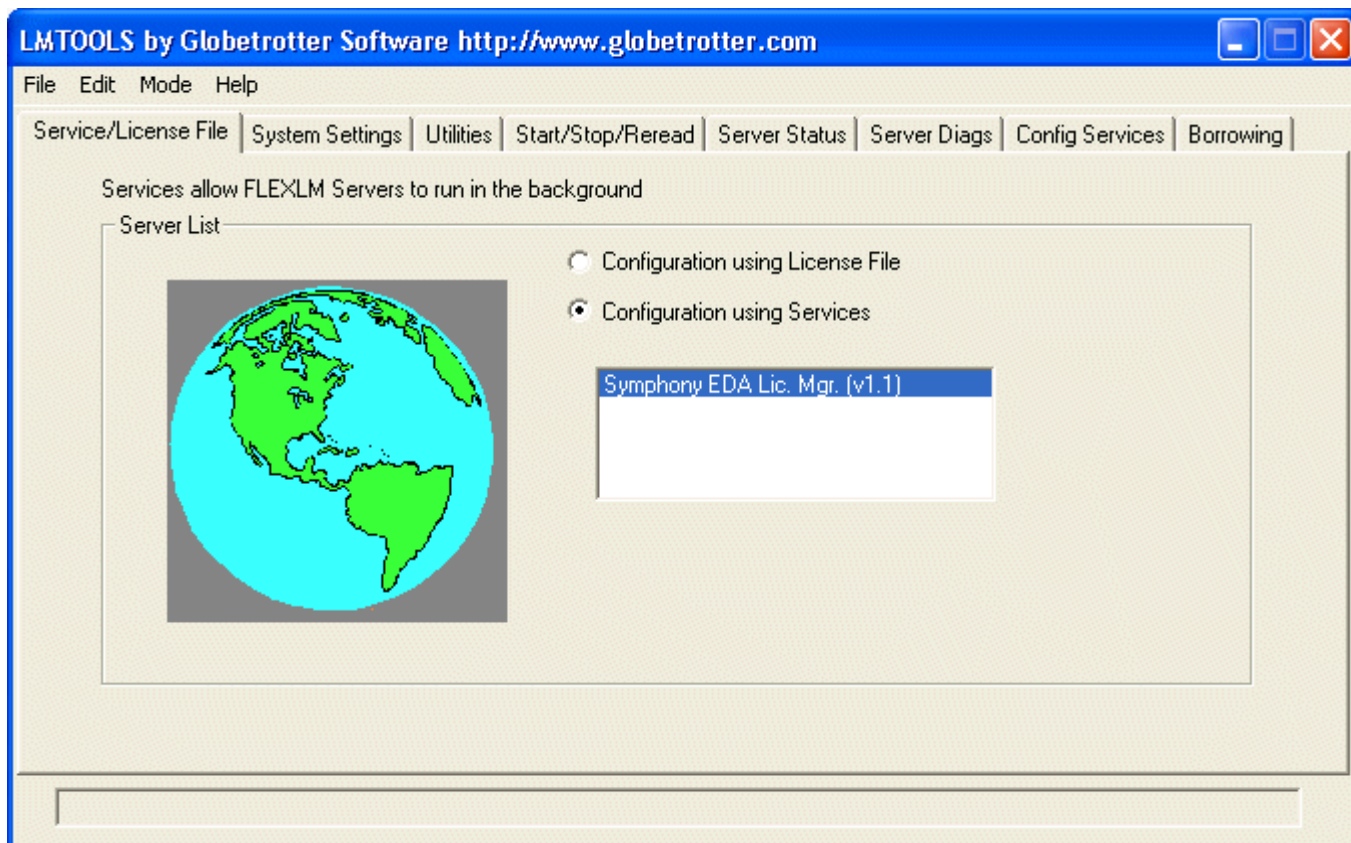 LMTOOLS by Globetrotter Software http://www.globetrotter.com
File Edit Mode Help
Service/License File System Settings Utilities Start/Stop/Reread Server Status Server Diags Config Services Borrowing
Services allow FLEXLM Servers to run in the background
Server List
Configuration using License File
Configuration using Services
Symphony EDA Lic. Mgr. (v1.1)